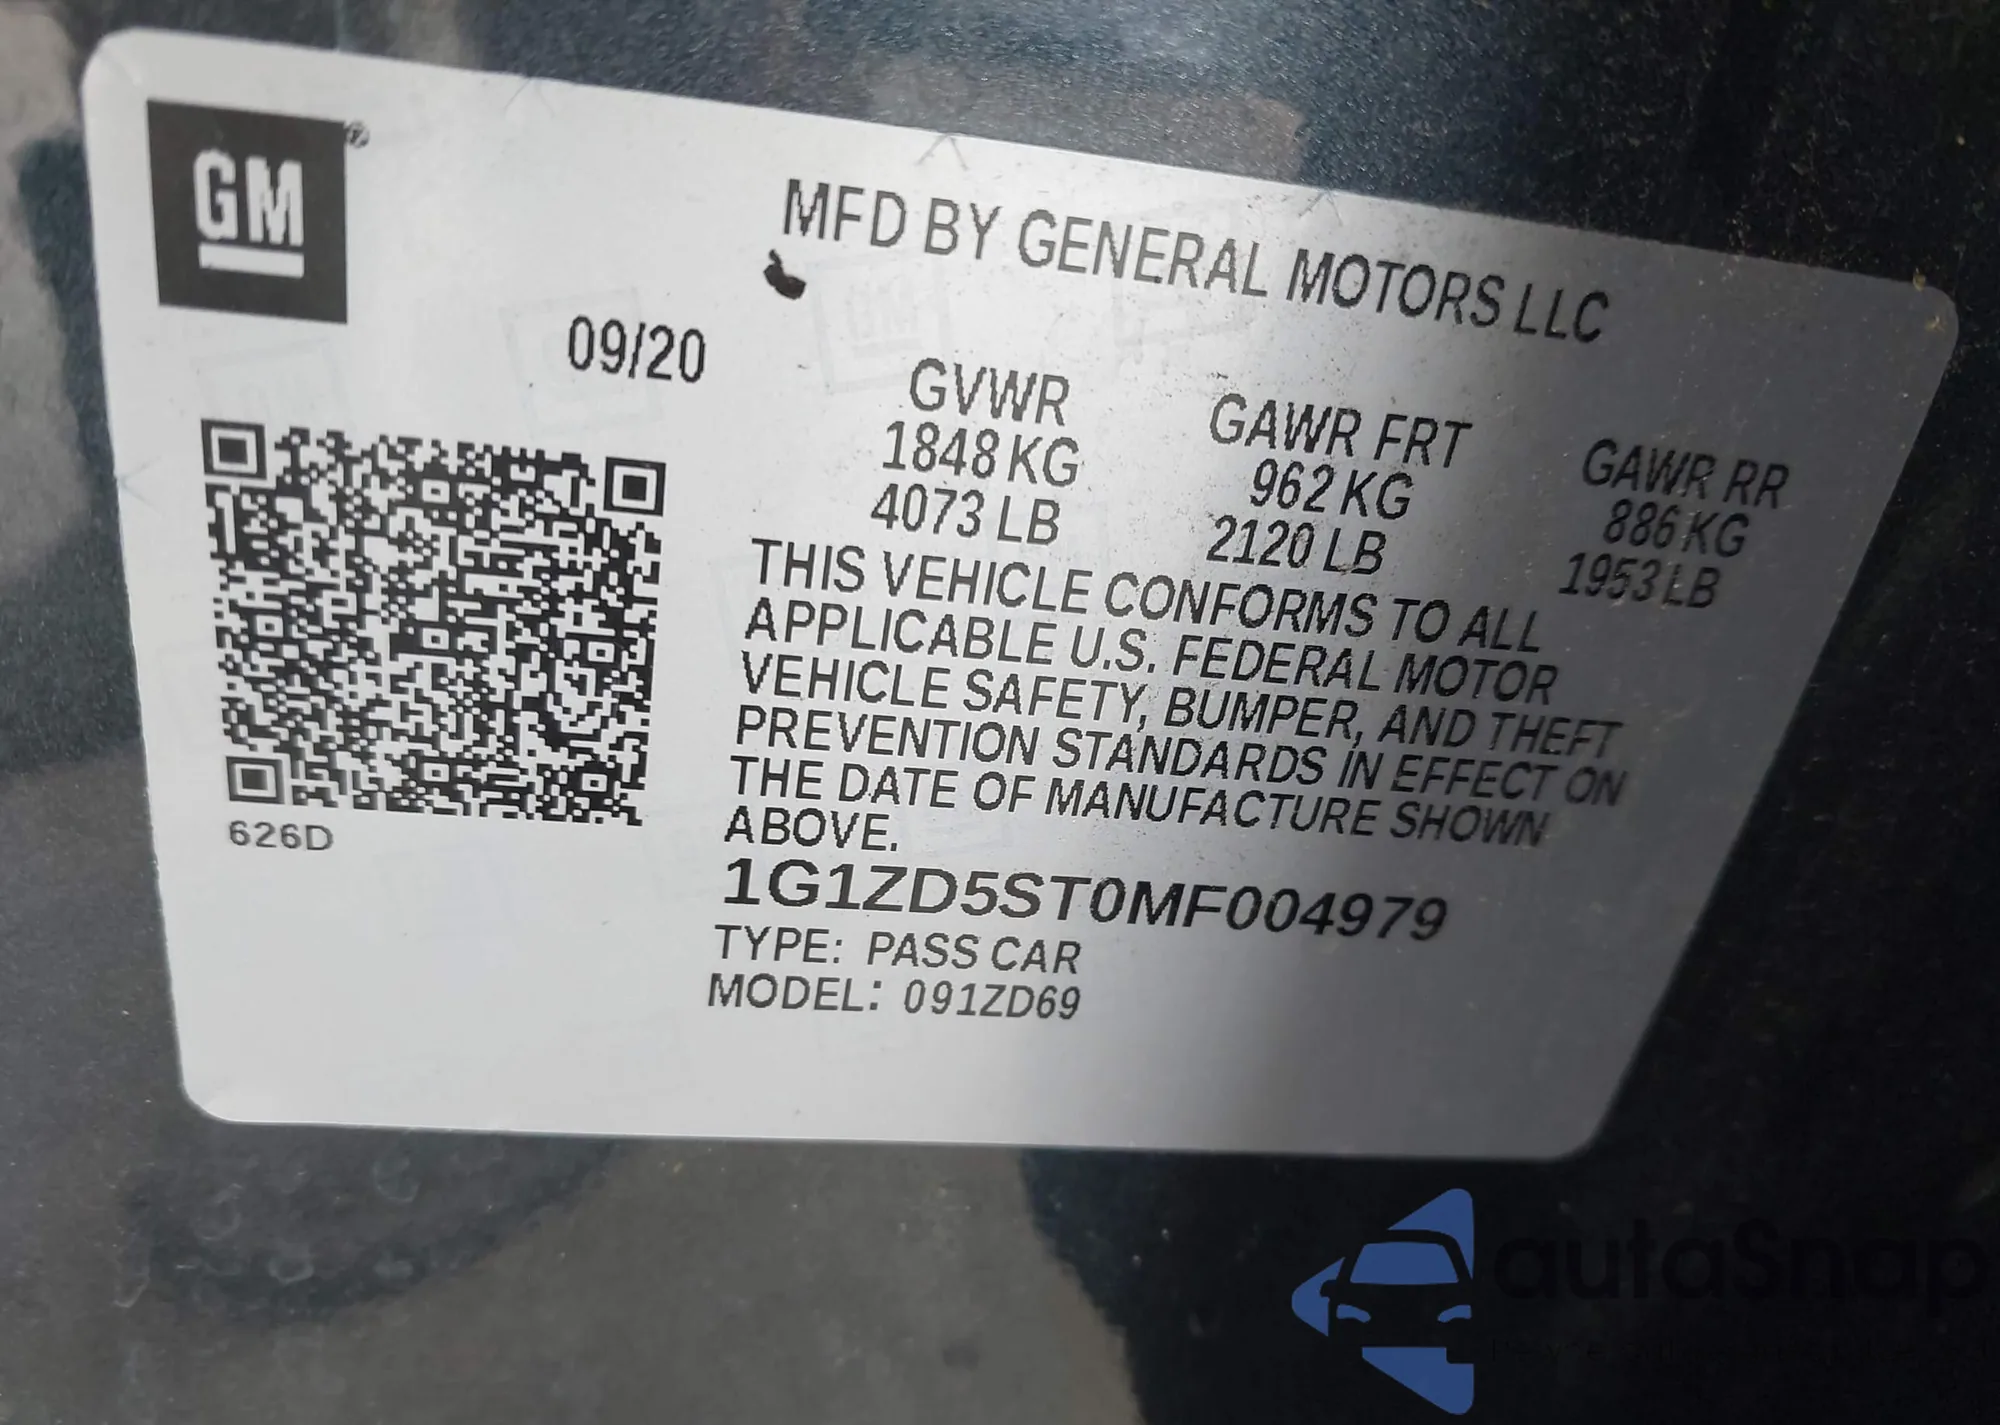 GM®
MFD BY GENERAL MOTORS LLC
09/20
GVWR GAWR FRT GAWR RR
1848 KG 962 KG 886 KG
4073 LB 2120 LB 1953 LB
THIS VEHICLE CONFORMS TO ALL
APPLICABLE U.S. FEDERAL MOTOR
VEHICLE SAFETY, BUMPER, AND THEFT
PREVENTION STANDARDS IN EFFECT ON
THE DATE OF MANUFACTURE SHOWN
ABOVE.
626D
1G1ZD5ST0MF004979
TYPE: PASS CAR
MODEL: 091ZD69
autaSnap